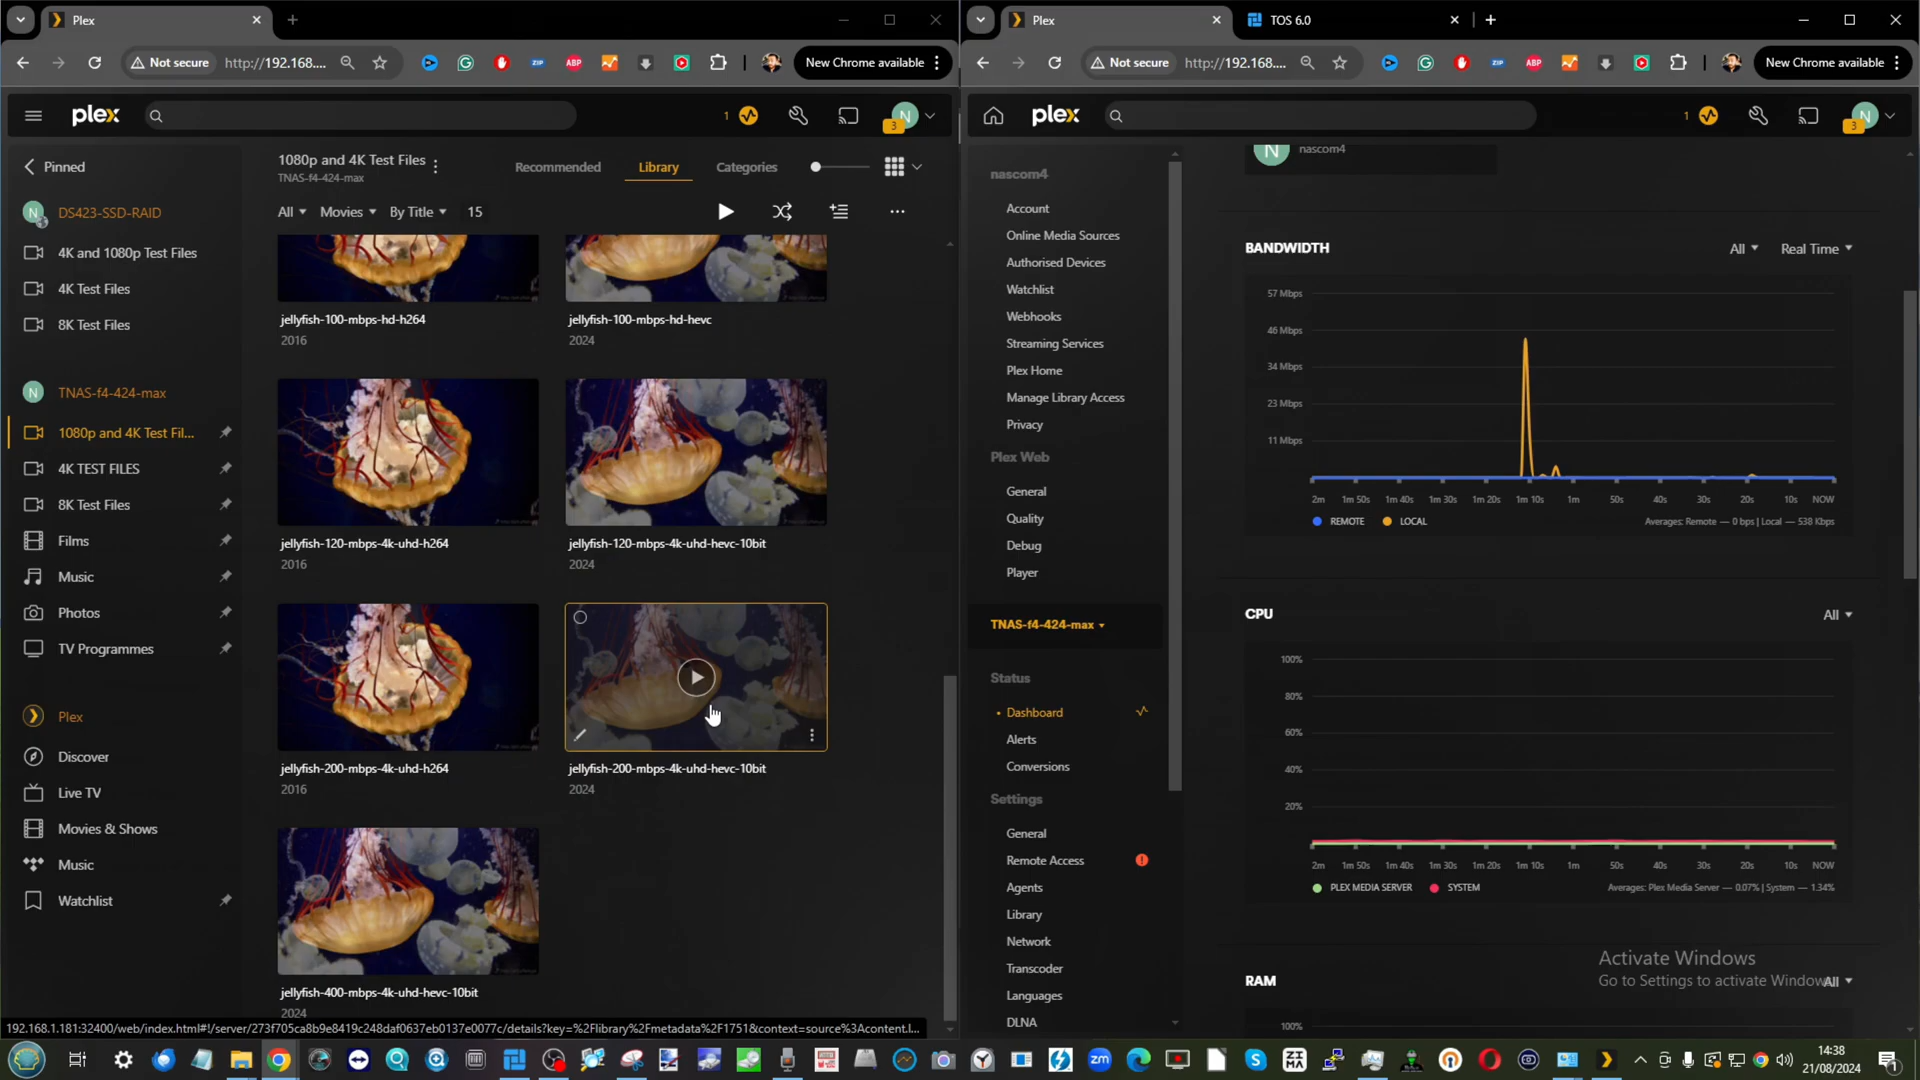 Plex
Not secure
http://192.168....
New Chrome available
plex
1
N
3
Pinned
DS423-SSD-RAID
4K and 1080p Test Files
4K Test Files
8K Test Files
TNAS-f4-424-max
1080p and 4K Test Fil...
4K TEST FILES
8K Test Files
Films
Music
Photos
TV Programmes
Plex
Discover
Live TV
Movies & Shows
Music
Watchlist
1080p and 4K Test Files
TNAS-f4-424-max
Recommended
Library
Categories
All
Movies
By Title
15
jellyfish-100-mbps-hd-h264
2016
jellyfish-100-mbps-hd-hevc
2024
jellyfish-120-mbps-4k-uhd-h264
2016
jellyfish-120-mbps-4k-uhd-hevc-10bit
2024
jellyfish-200-mbps-4k-uhd-h264
2016
jellyfish-200-mbps-4k-uhd-hevc-10bit
2024
jellyfish-400-mbps-4k-uhd-hevc-10bit
2024
192.168.1.181:32400/web/index.html#!/server/273f705ca8b9e8419c248daf0637eb0137e0077c/details?key=%2Flibrary%2Fmetadata%2F1751&context=source%3Acontent.l...
Plex
TOS 6.0
Not secure
http://192.168....
New Chrome available
plex
1
N
3
nascom4
Account
Online Media Sources
Authorised Devices
Watchlist
Webhooks
Streaming Services
Plex Home
Manage Library Access
Privacy
Plex Web
General
Quality
Debug
Player
TNAS-f4-424-max
Status
Dashboard
Alerts
Conversions
Settings
General
Remote Access
Agents
Library
Network
Transcoder
Languages
DLNA
N
nascom4
BANDWIDTH
All
Real Time
57 Mbps
46 Mbps
34 Mbps
23 Mbps
11 Mbps
2m 1m 50s 1m 40s 1m 30s 1m 20s 1m 10s 1m 50s 40s 30s 20s 10s NOW
REMOTE LOCAL
Averages: Remote — 0 bps | Local — 538 Kbps
CPU
All
100%
80%
60%
40%
20%
2m 1m 50s 1m 40s 1m 30s 1m 20s 1m 10s 1m 50s 40s 30s 20s 10s NOW
PLEX MEDIA SERVER SYSTEM
Averages: Plex Media Server — 0.07% | System — 1.34%
Activate Windows
Go to Settings to activate Windows.
RAM
All
100%
14:38
21/08/2024